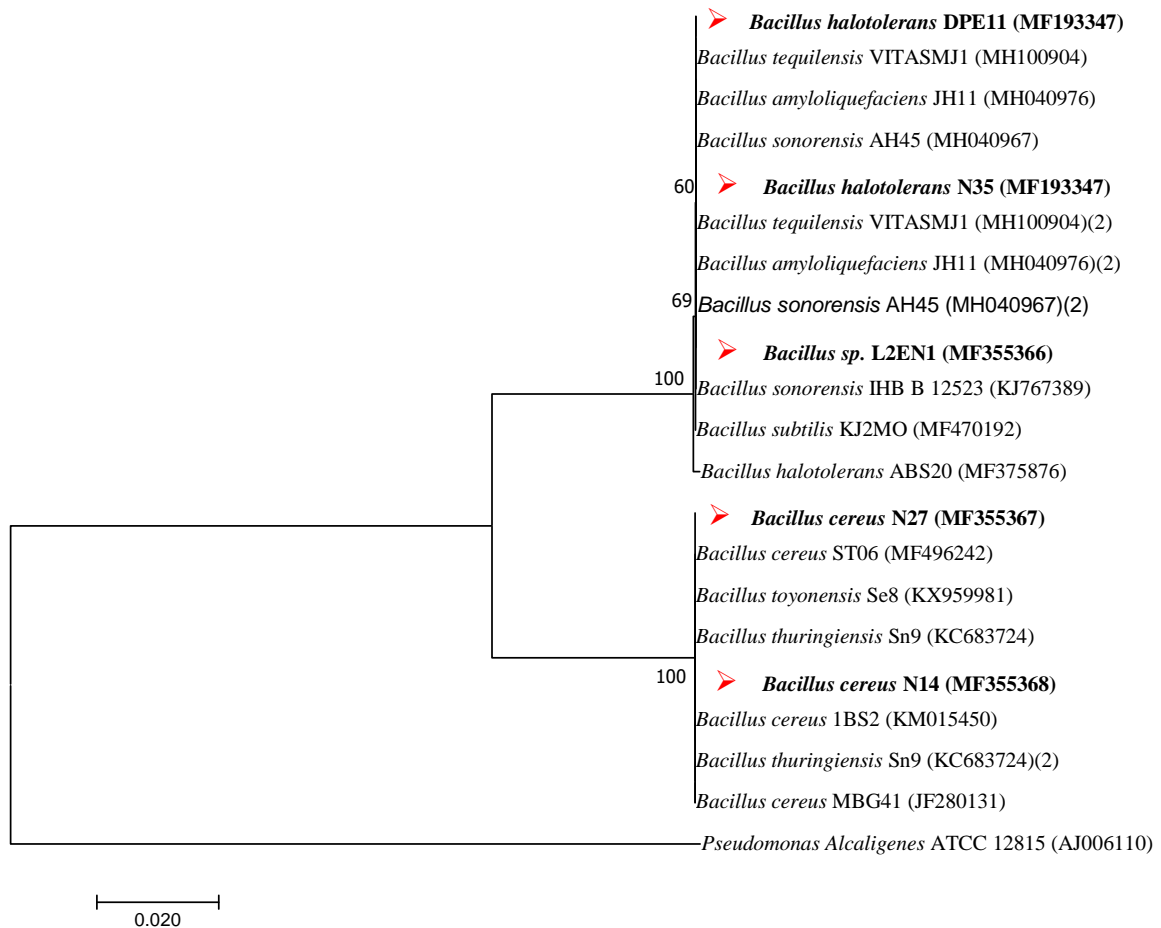 Bacillus halotolerans DPE11 (MF193347)
Bacillus tequilensis VITASMJ1 (MH100904)
Bacillus amyloliquefaciens JH11 (MH040976)
Bacillus sonorensis AH45 (MH040967)
60
Bacillus halotolerans N35 (MF193347)
Bacillus tequilensis VITASMJ1 (MH100904)(2)
Bacillus amyloliquefaciens JH11 (MH040976)(2)
69
Bacillus sonorensis AH45 (MH040967)(2)
Bacillus sp. L2EN1 (MF355366)
100
Bacillus sonorensis IHB B 12523 (KJ767389)
Bacillus subtilis KJ2MO (MF470192)
Bacillus halotolerans ABS20 (MF375876)
Bacillus cereus N27 (MF355367)
Bacillus cereus ST06 (MF496242)
Bacillus toyonensis Se8 (KX959981)
Bacillus thuringiensis Sn9 (KC683724)
100
Bacillus cereus N14 (MF355368)
Bacillus cereus 1BS2 (KM015450)
Bacillus thuringiensis Sn9 (KC683724)(2)
Bacillus cereus MBG41 (JF280131)
Pseudomonas Alcaligenes ATCC 12815 (AJ006110)
0.020